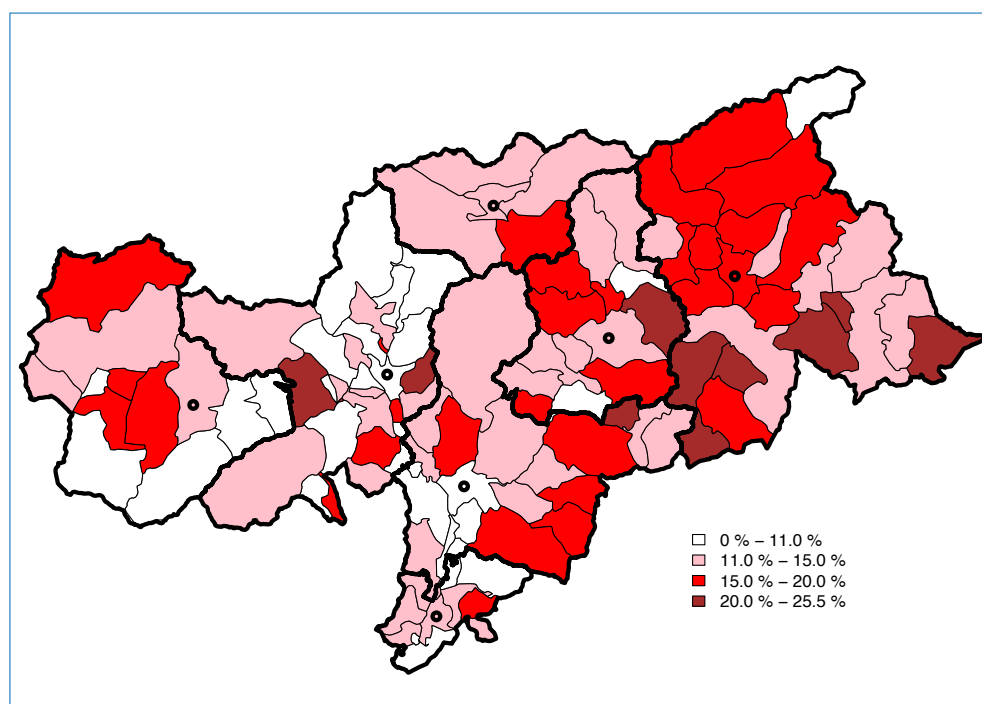 0 % – 11.0 %
11.0 % – 15.0 %
15.0 % – 20.0 %
20.0 % – 25.5 %